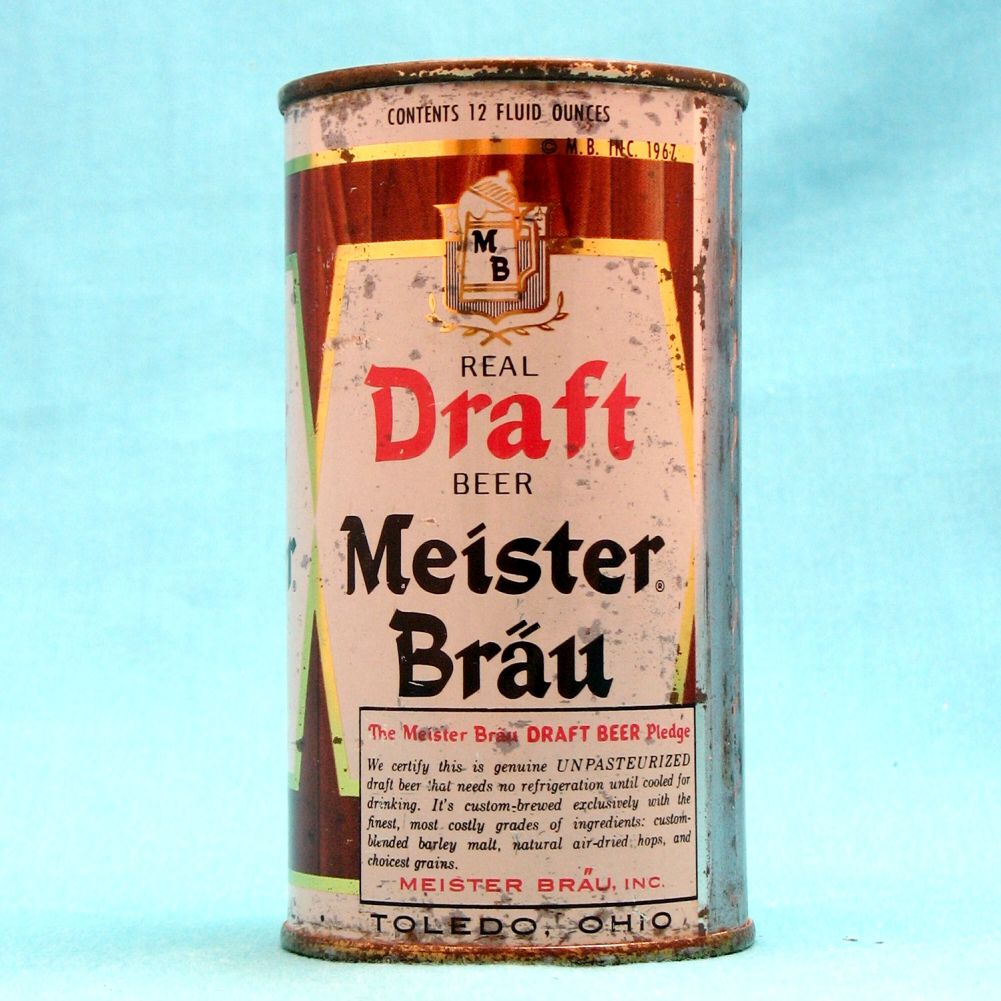 CONTENTS 12 FLUID OUNCES
© M.B. INC. 1967
M
B
REAL
Draft
BEER
Meister®
Bräu
The Meister Bräu DRAFT BEER Pledge
We certify this is genuine UNPASTEURIZED
draft beer that needs no refrigeration until cooled for
drinking. It's custom-brewed exclusively with the
finest, most costly grades of ingredients: custom-
blended barley malt, natural air-dried hops, and
choicest grains.
MEISTER BRÄU, INC.
TOLEDO, OHIO